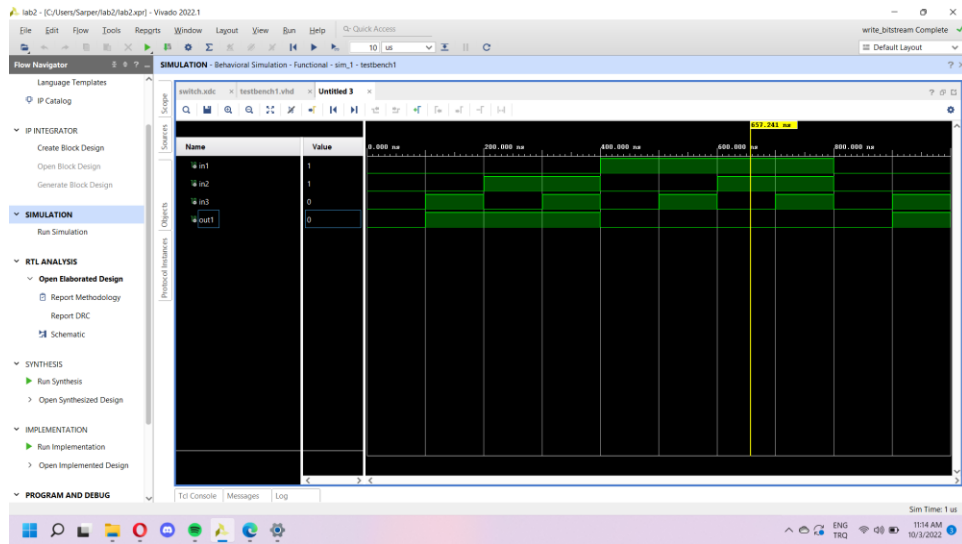 lab2 - [C:/Users/Sarper/lab2/lab2.xpr] - Vivado 2022.1
File Edit Flow Tools Reports Window Layout View Run Help Quick Access
write_bitstream Complete
10 us
Default Layout
Flow Navigator
SIMULATION - Behavioral Simulation - Functional - sim_1 - testbench1
Language Templates
IP Catalog
IP INTEGRATOR
Create Block Design
Open Block Design
Generate Block Design
SIMULATION
Run Simulation
RTL ANALYSIS
Open Elaborated Design
Report Methodology
Report DRC
Schematic
SYNTHESIS
Run Synthesis
Open Synthesized Design
IMPLEMENTATION
Run Implementation
Open Implemented Design
PROGRAM AND DEBUG
Scope
Sources
Objects
Protocol Instances
switch.xdc testbench1.vhd Untitled 3
657.241 ns
Name Value
0.000 ns 200.000 ns 400.000 ns 600.000 ns 800.000 ns
in1 1
in2 1
in3 0
out1 0
Tcl Console Messages Log
Sim Time: 1 us
ENG
TRQ
11:14 AM
10/3/2022
3